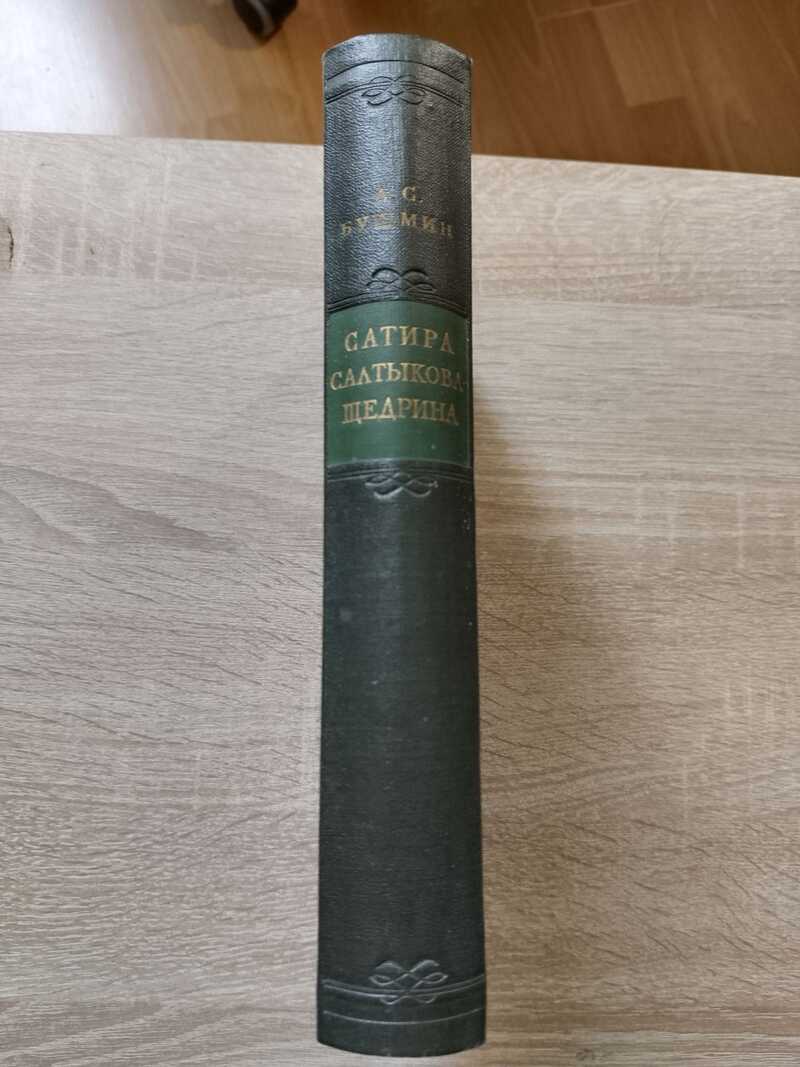 А. С.
БУШМИН
САТИРА
САЛТЫКОВА-
ЩЕДРИНА